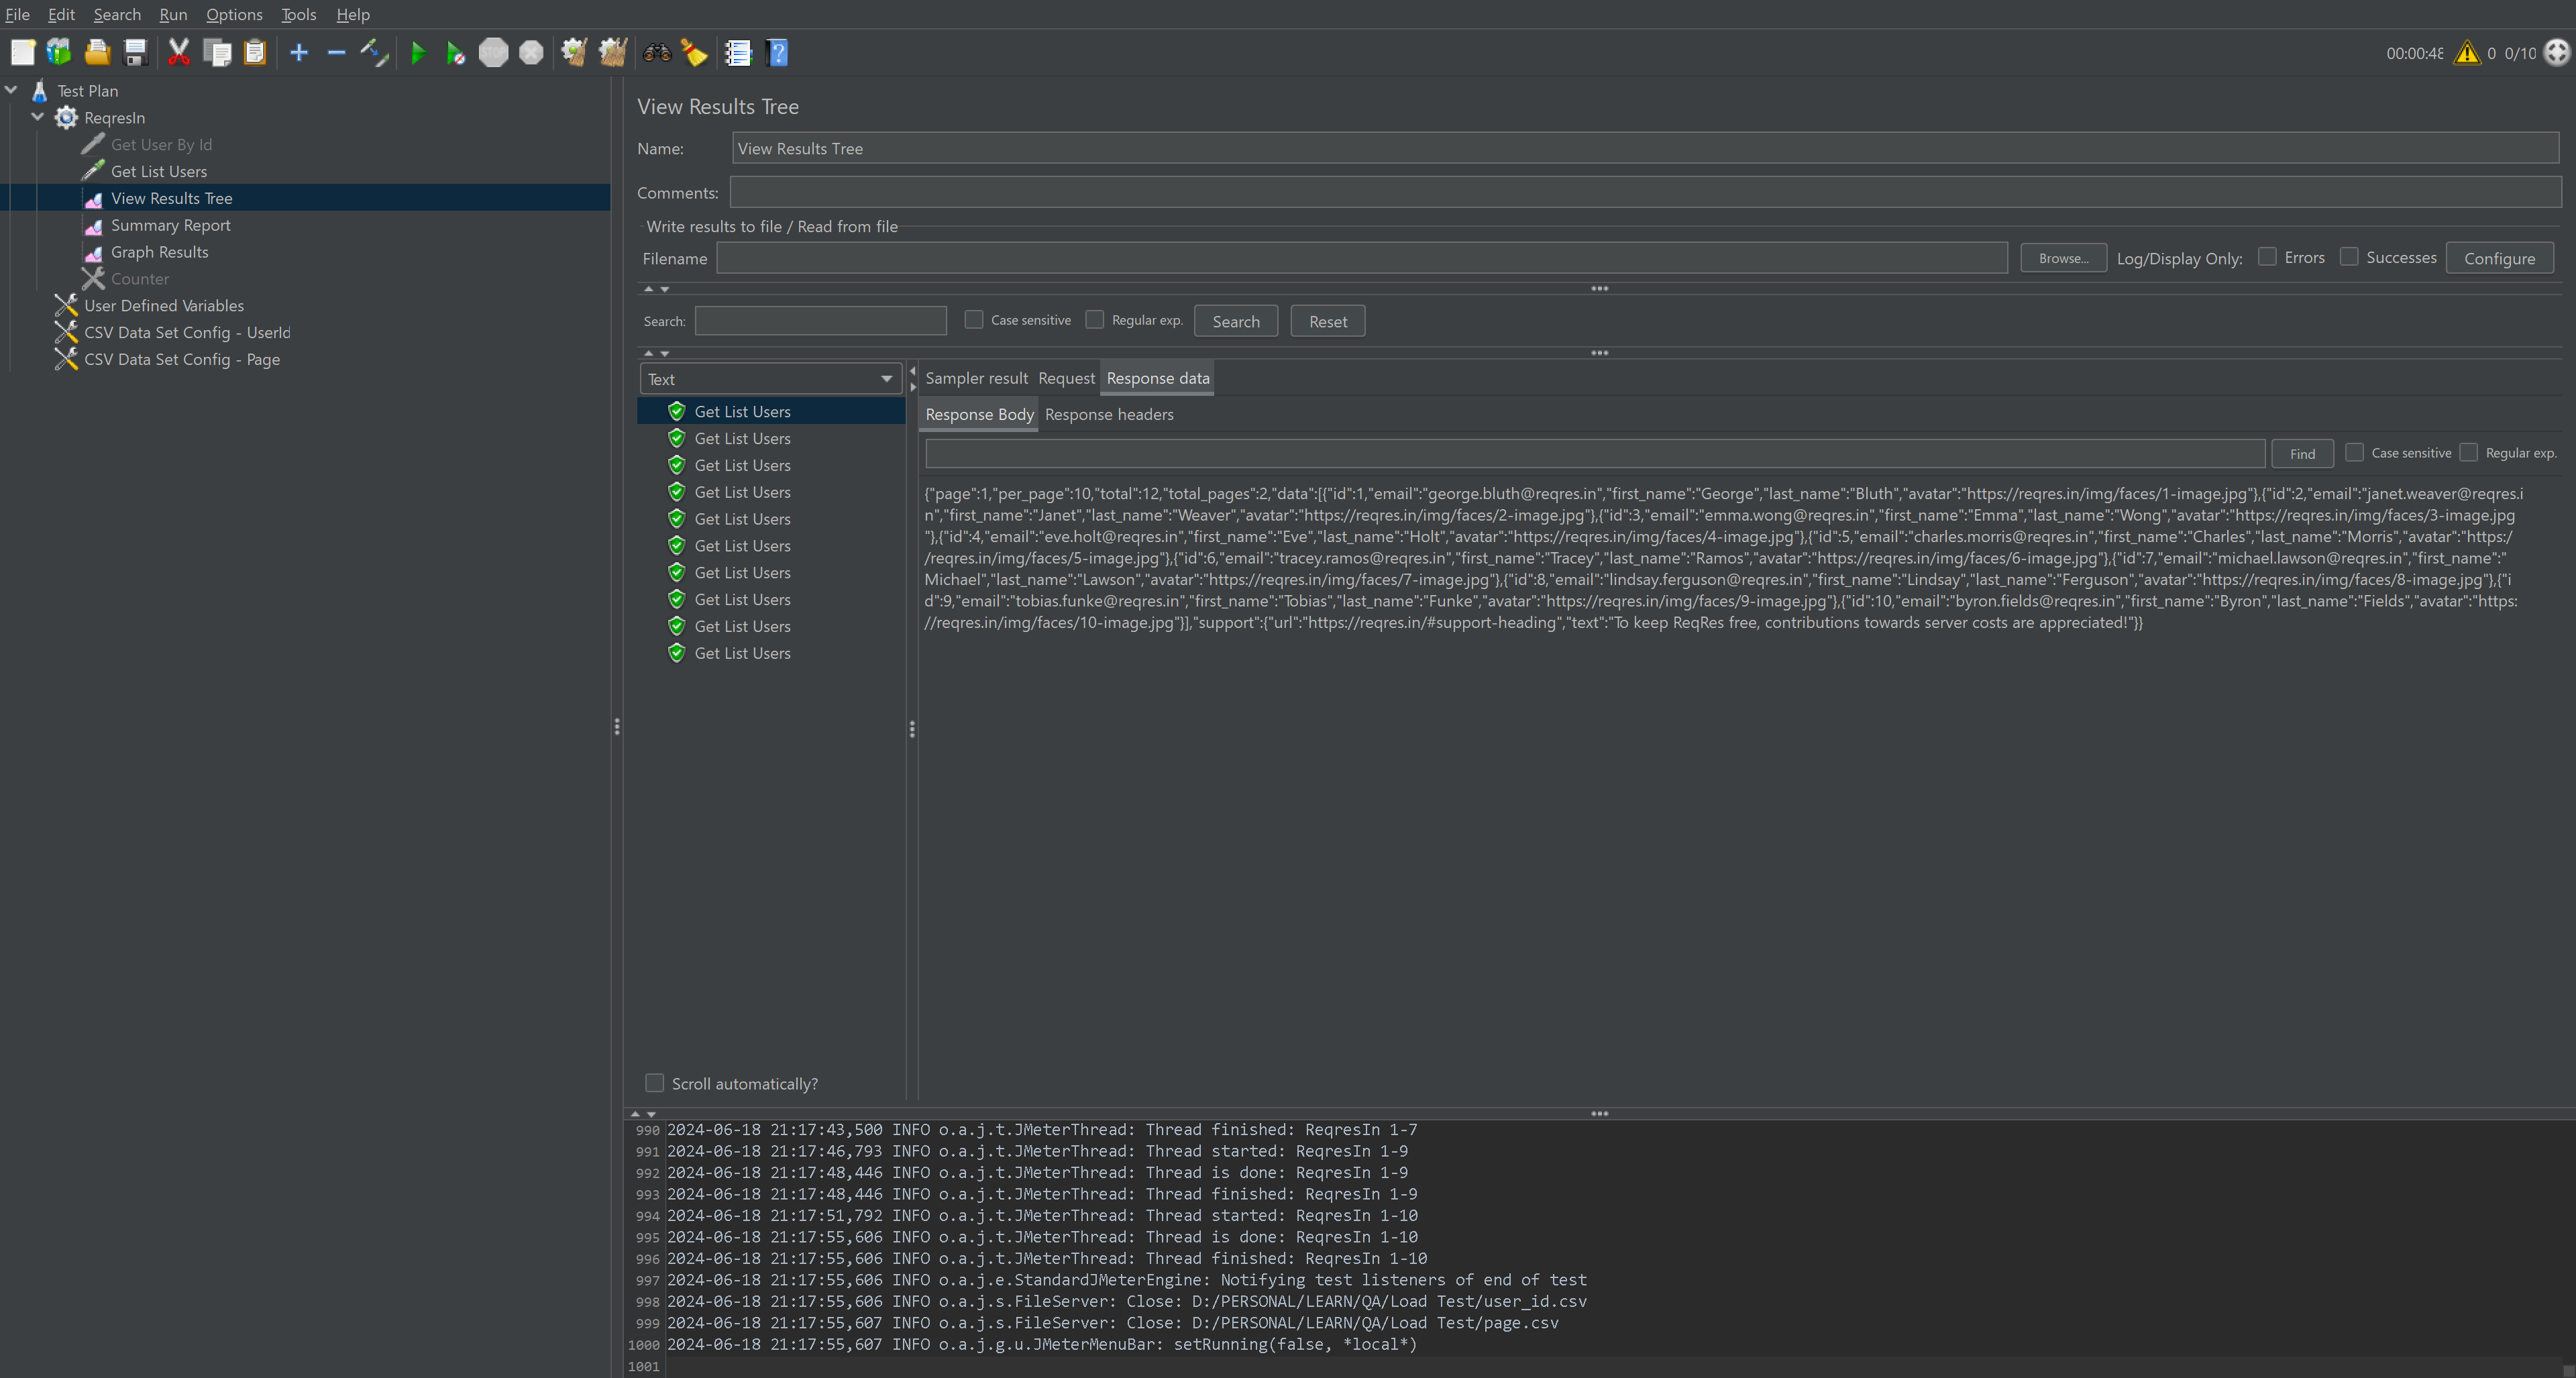 File Edit Search Run Options Tools Help
00:00:48 0 0/10
Test Plan
ReqresIn
Get User By Id
Get List Users
View Results Tree
Summary Report
Graph Results
Counter
User Defined Variables
CSV Data Set Config - UserId
CSV Data Set Config - Page
View Results Tree
Name: View Results Tree
Comments:
Write results to file / Read from file
Filename Browse... Log/Display Only: Errors Successes Configure
Search: Case sensitive Regular exp. Search Reset
Text
Get List Users
Get List Users
Get List Users
Get List Users
Get List Users
Get List Users
Get List Users
Get List Users
Get List Users
Get List Users
Scroll automatically?
Sampler result Request Response data
Response Body Response headers
Find Case sensitive Regular exp.
{"page":1,"per_page":10,"total":12,"total_pages":2,"data":[{"id":1,"email":"george.bluth@reqres.in","first_name":"George","last_name":"Bluth","avatar":"https://reqres.in/img/faces/1-image.jpg"},{"id":2,"email":"janet.weaver@reqres.i
n","first_name":"Janet","last_name":"Weaver","avatar":"https://reqres.in/img/faces/2-image.jpg"},{"id":3,"email":"emma.wong@reqres.in","first_name":"Emma","last_name":"Wong","avatar":"https://reqres.in/img/faces/3-image.jpg
"},{"id":4,"email":"eve.holt@reqres.in","first_name":"Eve","last_name":"Holt","avatar":"https://reqres.in/img/faces/4-image.jpg"},{"id":5,"email":"charles.morris@reqres.in","first_name":"Charles","last_name":"Morris","avatar":"https:/
/reqres.in/img/faces/5-image.jpg"},{"id":6,"email":"tracey.ramos@reqres.in","first_name":"Tracey","last_name":"Ramos","avatar":"https://reqres.in/img/faces/6-image.jpg"},{"id":7,"email":"michael.lawson@reqres.in","first_name":"
Michael","last_name":"Lawson","avatar":"https://reqres.in/img/faces/7-image.jpg"},{"id":8,"email":"lindsay.ferguson@reqres.in","first_name":"Lindsay","last_name":"Ferguson","avatar":"https://reqres.in/img/faces/8-image.jpg"},{"i
d":9,"email":"tobias.funke@reqres.in","first_name":"Tobias","last_name":"Funke","avatar":"https://reqres.in/img/faces/9-image.jpg"},{"id":10,"email":"byron.fields@reqres.in","first_name":"Byron","last_name":"Fields","avatar":"https:
//reqres.in/img/faces/10-image.jpg"}],"support":{"url":"https://reqres.in/#support-heading","text":"To keep ReqRes free, contributions towards server costs are appreciated!"}}
990 2024-06-18 21:17:43,500 INFO o.a.j.t.JMeterThread: Thread finished: ReqresIn 1-7
991 2024-06-18 21:17:46,793 INFO o.a.j.t.JMeterThread: Thread started: ReqresIn 1-9
992 2024-06-18 21:17:48,446 INFO o.a.j.t.JMeterThread: Thread is done: ReqresIn 1-9
993 2024-06-18 21:17:48,446 INFO o.a.j.t.JMeterThread: Thread finished: ReqresIn 1-9
994 2024-06-18 21:17:51,792 INFO o.a.j.t.JMeterThread: Thread started: ReqresIn 1-10
995 2024-06-18 21:17:55,606 INFO o.a.j.t.JMeterThread: Thread is done: ReqresIn 1-10
996 2024-06-18 21:17:55,606 INFO o.a.j.t.JMeterThread: Thread finished: ReqresIn 1-10
997 2024-06-18 21:17:55,606 INFO o.a.j.e.StandardJMeterEngine: Notifying test listeners of end of test
998 2024-06-18 21:17:55,606 INFO o.a.j.s.FileServer: Close: D:/PERSONAL/LEARN/QA/Load Test/user_id.csv
999 2024-06-18 21:17:55,607 INFO o.a.j.s.FileServer: Close: D:/PERSONAL/LEARN/QA/Load Test/page.csv
1000 2024-06-18 21:17:55,607 INFO o.a.j.g.u.JMeterMenuBar: setRunning(false, *local*)
1001